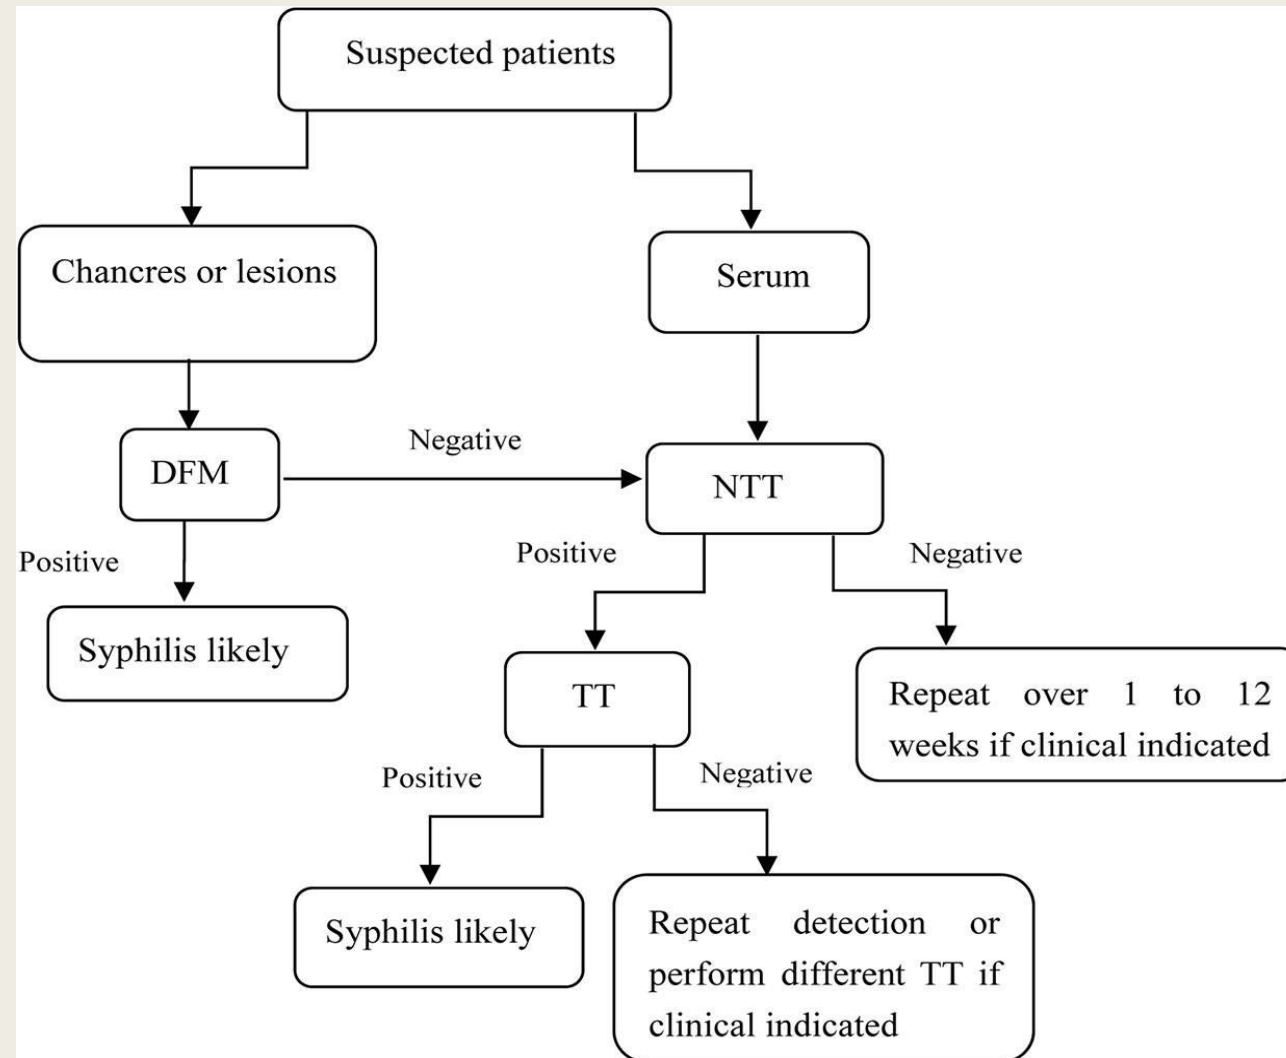 Suspected patients
Chancres or lesions
Serum
DFM
Negative
NTT
Positive
Positive
Negative
Syphilis likely
TT
Repeat over 1 to 12
weeks if clinical indicated
Positive
Negative
Syphilis likely
Repeat detection or
perform different TT if
clinical indicated